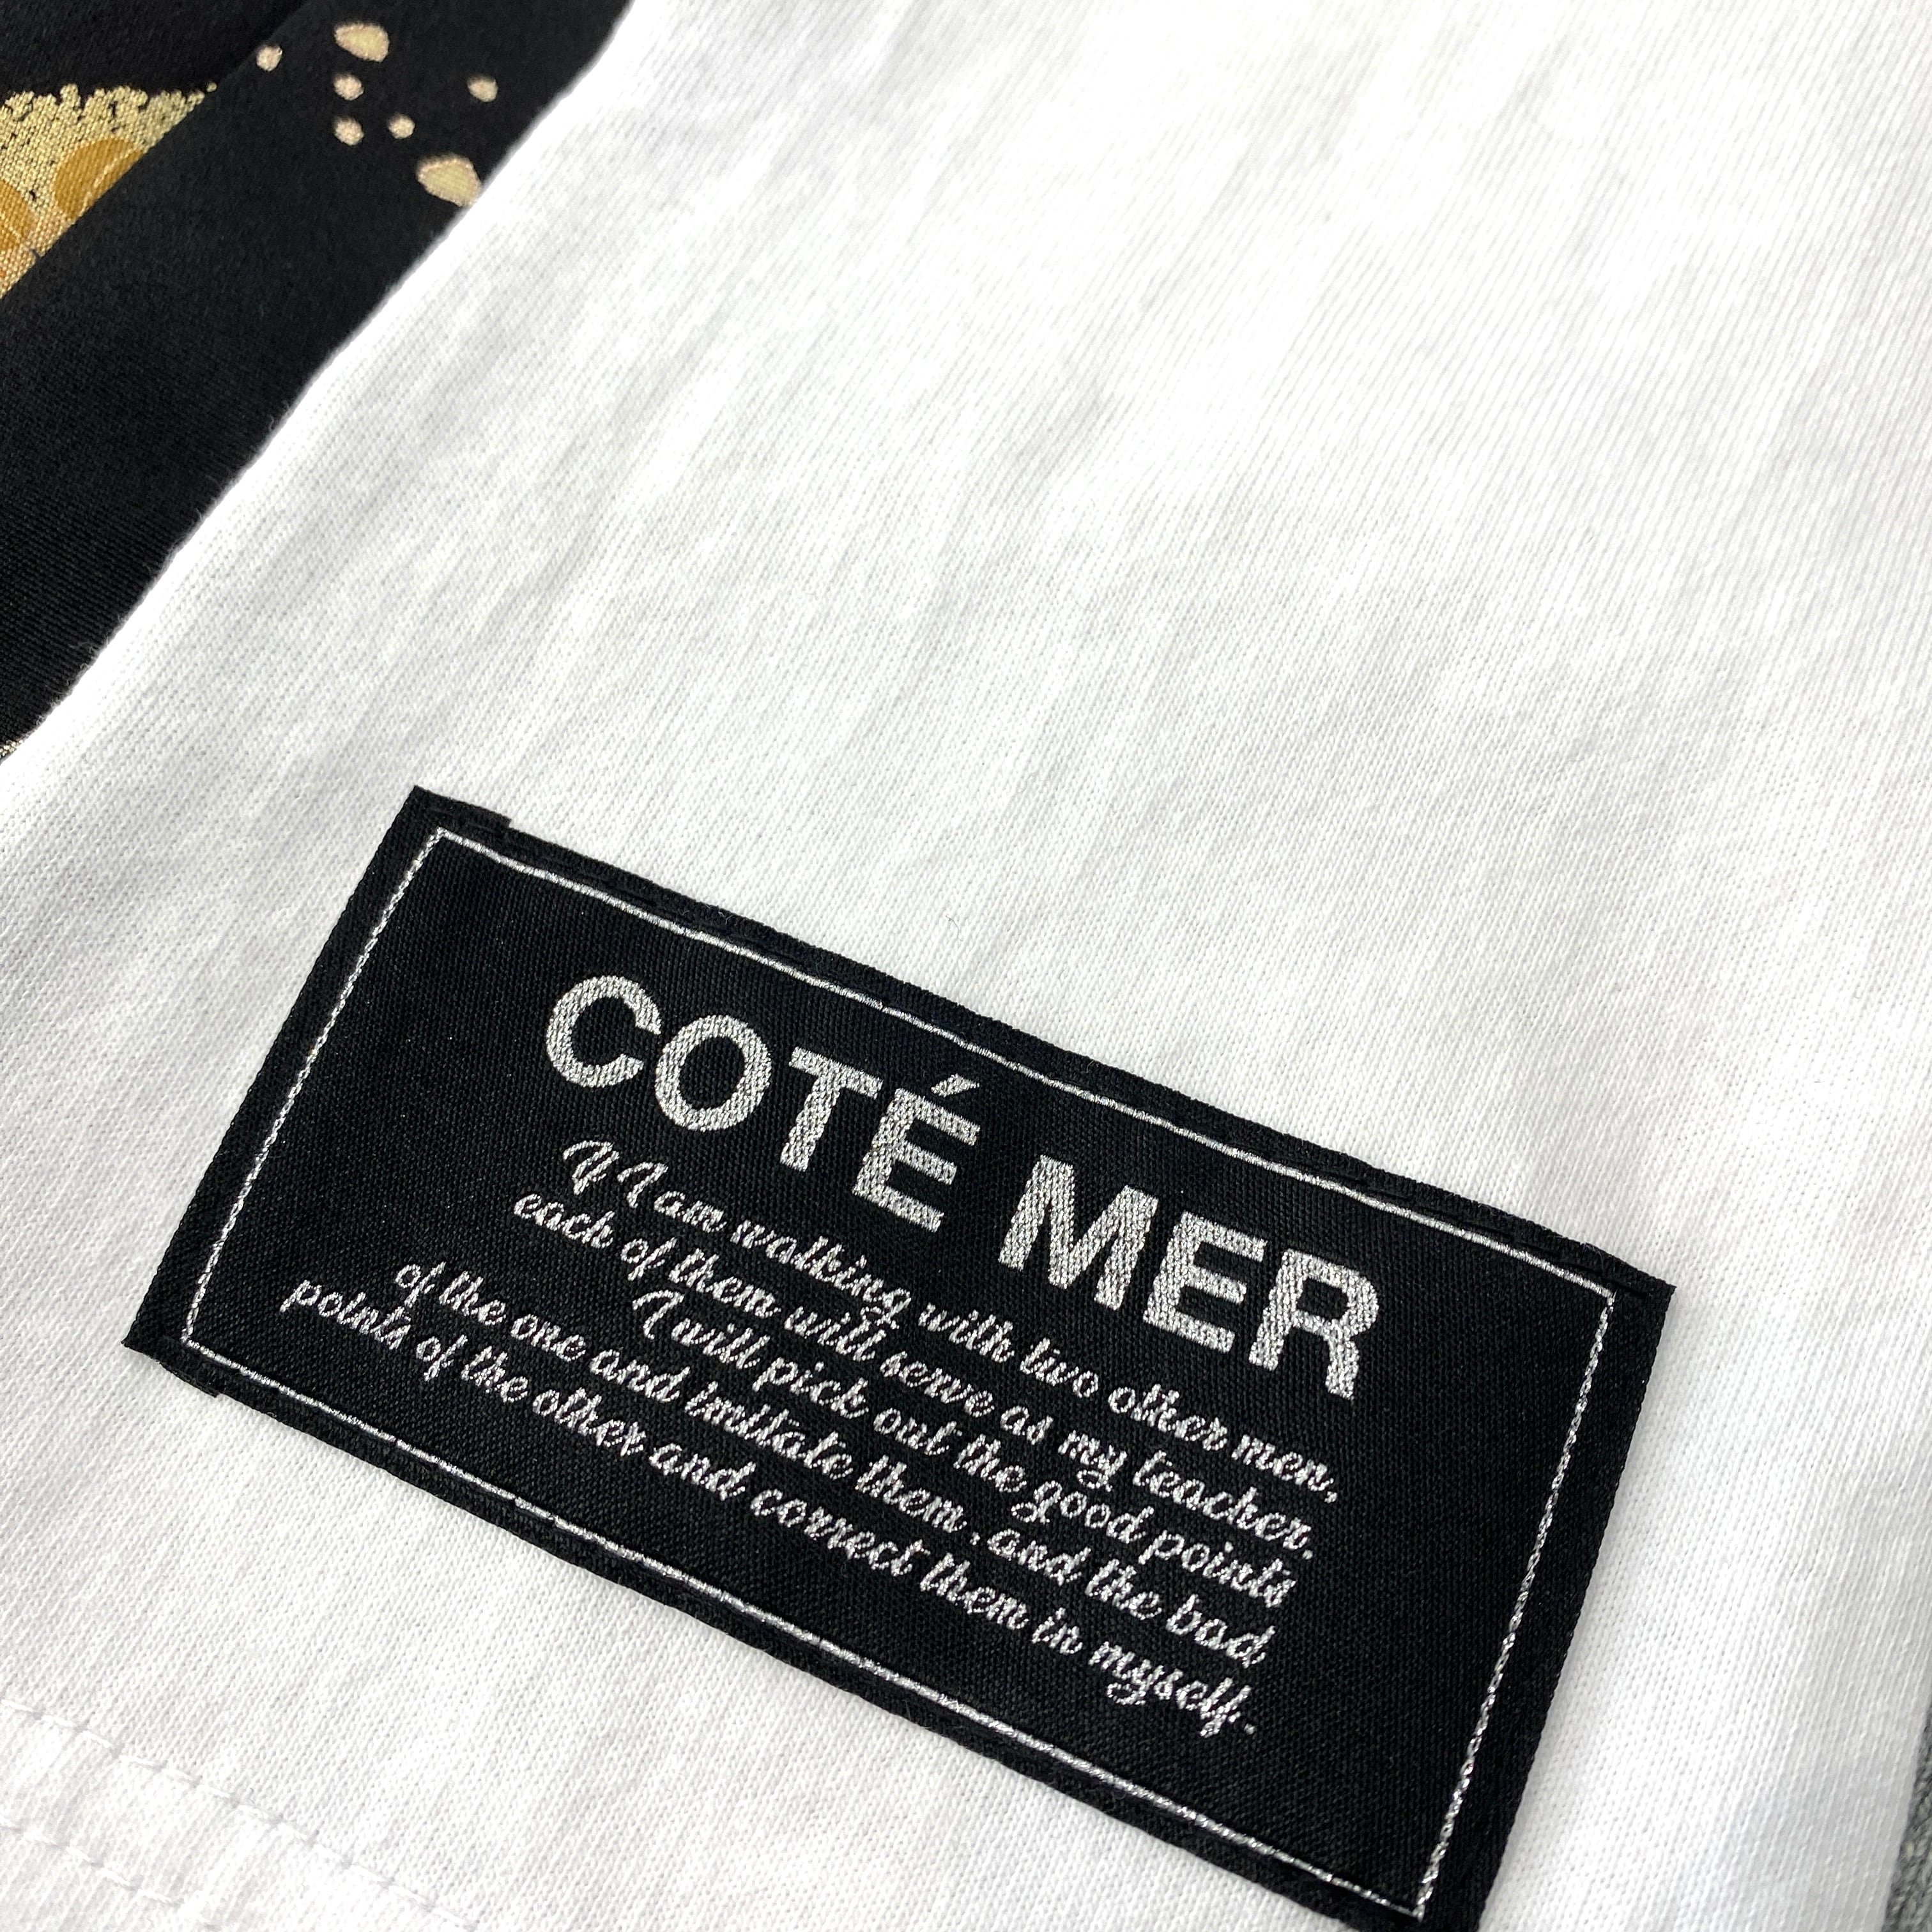 COTÉ MER
If I am walking with two other men,
each of them will serve as my teacher.
I will pick out the good points
of the one and imitate them, and the bad
points of the other and correct them in myself.